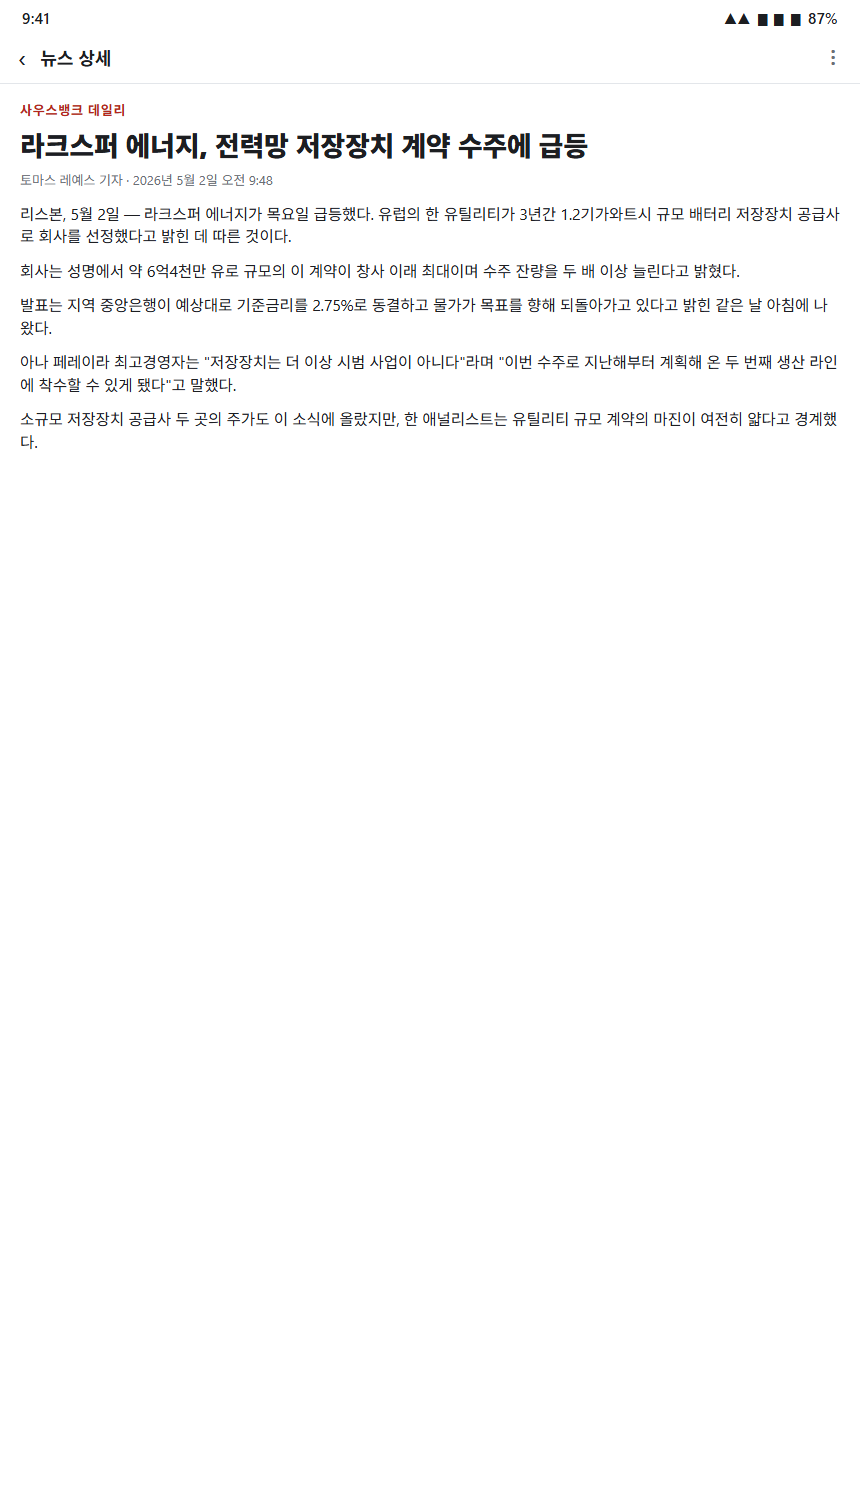 9:41
87%
‹ 뉴스 상세
사우스뱅크 데일리
라크스퍼 에너지, 전력망 저장장치 계약 수주에 급등
토마스 레예스 기자 · 2026년 5월 2일 오전 9:48
리스본, 5월 2일 — 라크스퍼 에너지가 목요일 급등했다. 유럽의 한 유틸리티가 3년간 1.2기가와트시 규모 배터리 저장장치 공급사
로 회사를 선정했다고 밝힌 데 따른 것이다.
회사는 성명에서 약 6억4천만 유로 규모의 이 계약이 창사 이래 최대이며 수주 잔량을 두 배 이상 늘린다고 밝혔다.
발표는 지역 중앙은행이 예상대로 기준금리를 2.75%로 동결하고 물가가 목표를 향해 되돌아가고 있다고 밝힌 같은 날 아침에 나
왔다.
아나 페레이라 최고경영자는 "저장장치는 더 이상 시범 사업이 아니다"라며 "이번 수주로 지난해부터 계획해 온 두 번째 생산 라인
에 착수할 수 있게 됐다"고 말했다.
소규모 저장장치 공급사 두 곳의 주가도 이 소식에 올랐지만, 한 애널리스트는 유틸리티 규모 계약의 마진이 여전히 얇다고 경계했
다.